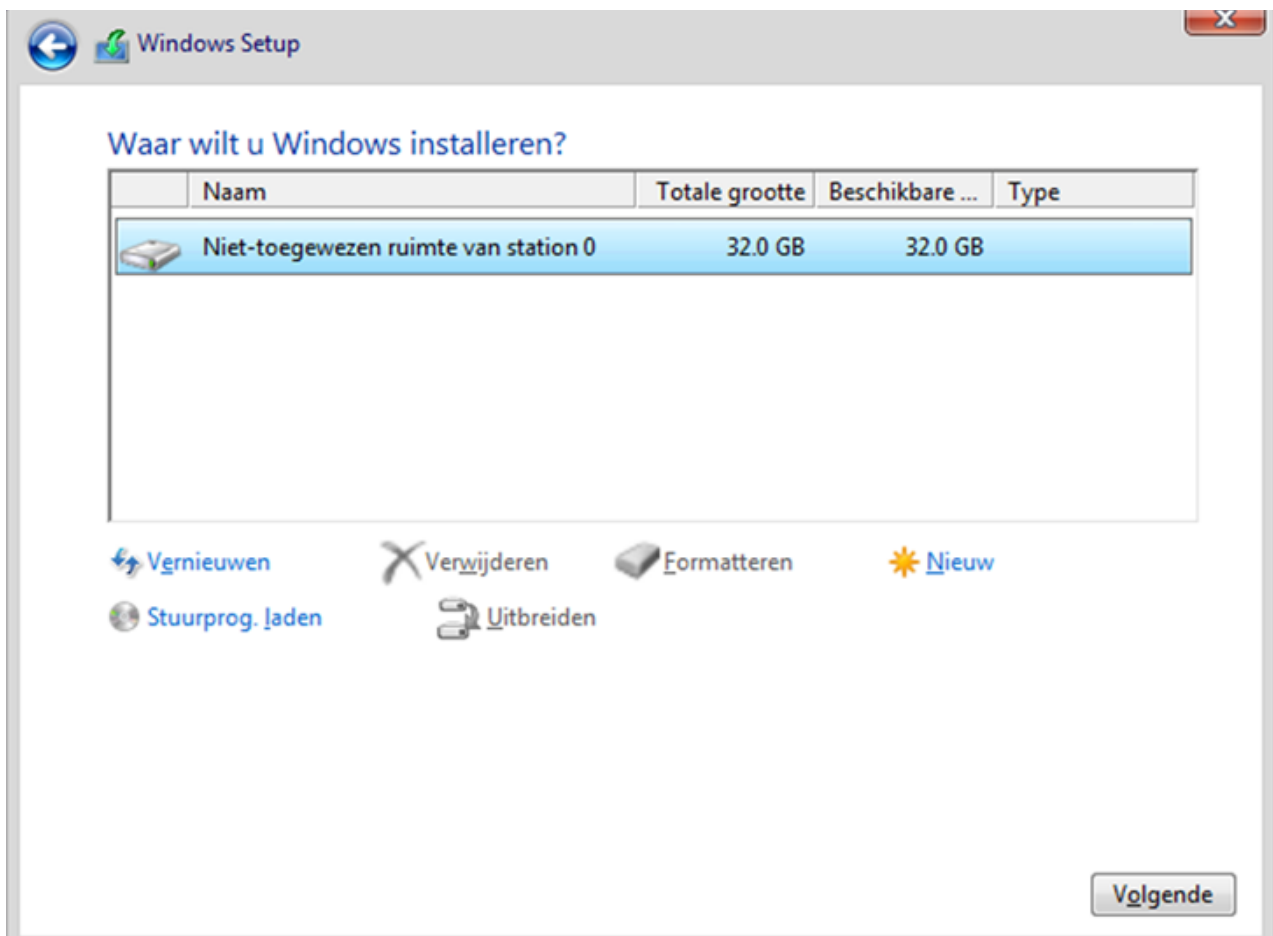 Windows Setup
Waar wilt u Windows installeren?
Naam Totale grootte Beschikbare ... Type
Niet-toegewezen ruimte van station 0 32.0 GB 32.0 GB
Vernieuwen Verwijderen Formatteren Nieuw
Stuurprog. laden Uitbreiden
Volgende